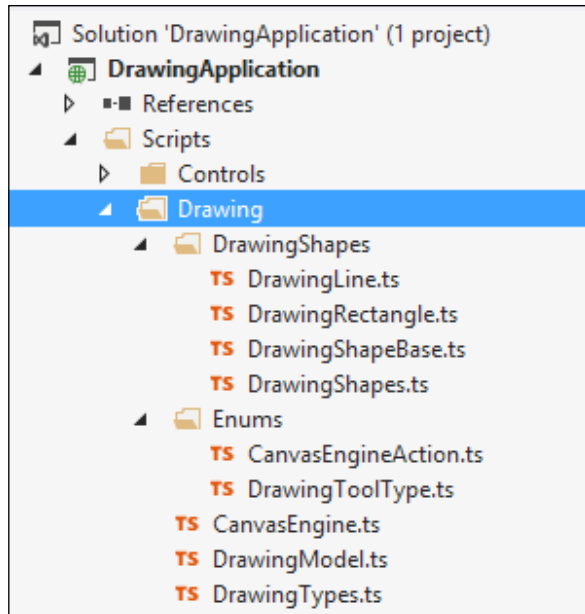 Solution 'DrawingApplication' (1 project)
DrawingApplication
References
Scripts
Controls
Drawing
DrawingShapes
TS DrawingLine.ts
TS DrawingRectangle.ts
TS DrawingShapeBase.ts
TS DrawingShapes.ts
Enums
TS CanvasEngineAction.ts
TS DrawingToolType.ts
TS CanvasEngine.ts
TS DrawingModel.ts
TS DrawingTypes.ts